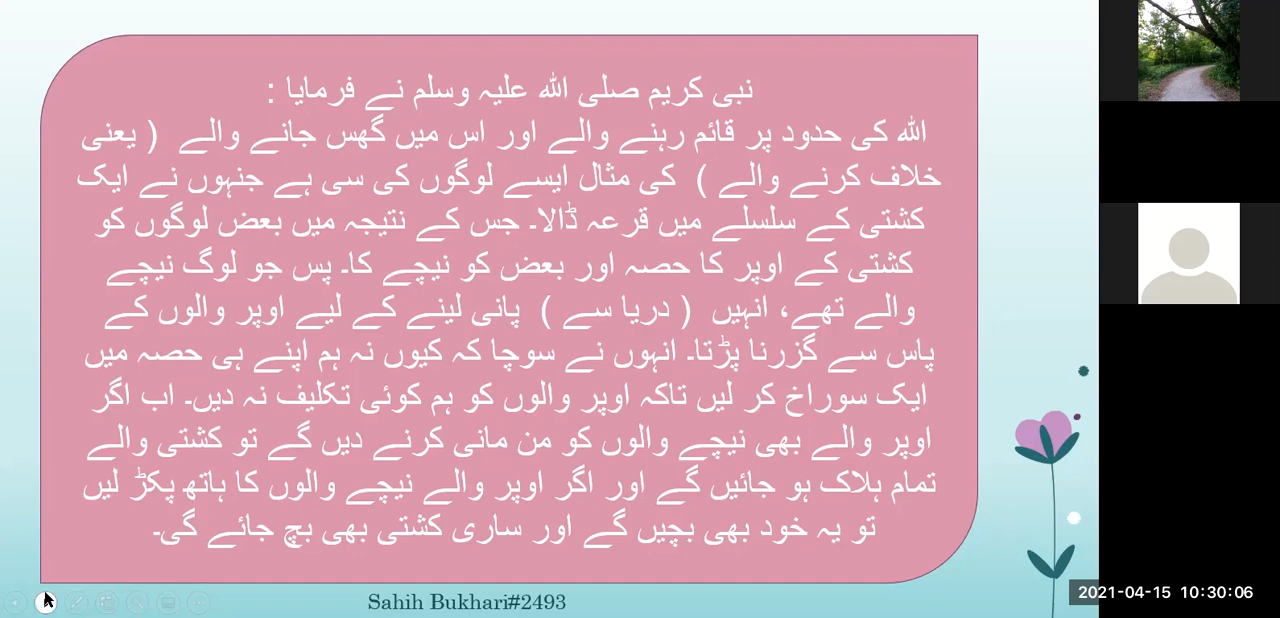 نبی کریم صلی اللہ علیہ وسلم نے فرمایا :
اللہ کی حدود پر قائم رہنے والے اور اس میں گھس جانے والے ( یعنی
خلاف کرنے والے ) کی مثال ایسے لوگوں کی سی ہے جنہوں نے ایک
کشتی کے سلسلے میں قرعہ ڈالا۔ جس کے نتیجہ میں بعض لوگوں کو
کشتی کے اوپر کا حصہ اور بعض کو نیچے کا۔ پس جو لوگ نیچے
والے تھے، انہیں ( دریا سے ) پانی لینے کے لیے اوپر والوں کے
پاس سے گزرنا پڑتا۔ انہوں نے سوچا کہ کیوں نہ ہم اپنے ہی حصہ میں
ایک سوراخ کر لیں تاکہ اوپر والوں کو ہم کوئی تکلیف نہ دیں۔ اب اگر
اوپر والے بھی نیچے والوں کو من مانی کرنے دیں گے تو کشتی والے
تمام ہلاک ہو جائیں گے اور اگر اوپر والے نیچے والوں کا ہاتھ پکڑ لیں
تو یہ خود بھی بچیں گے اور ساری کشتی بھی بچ جائے گی۔
Sahih Bukhari#2493
2021-04-15 10:30:06